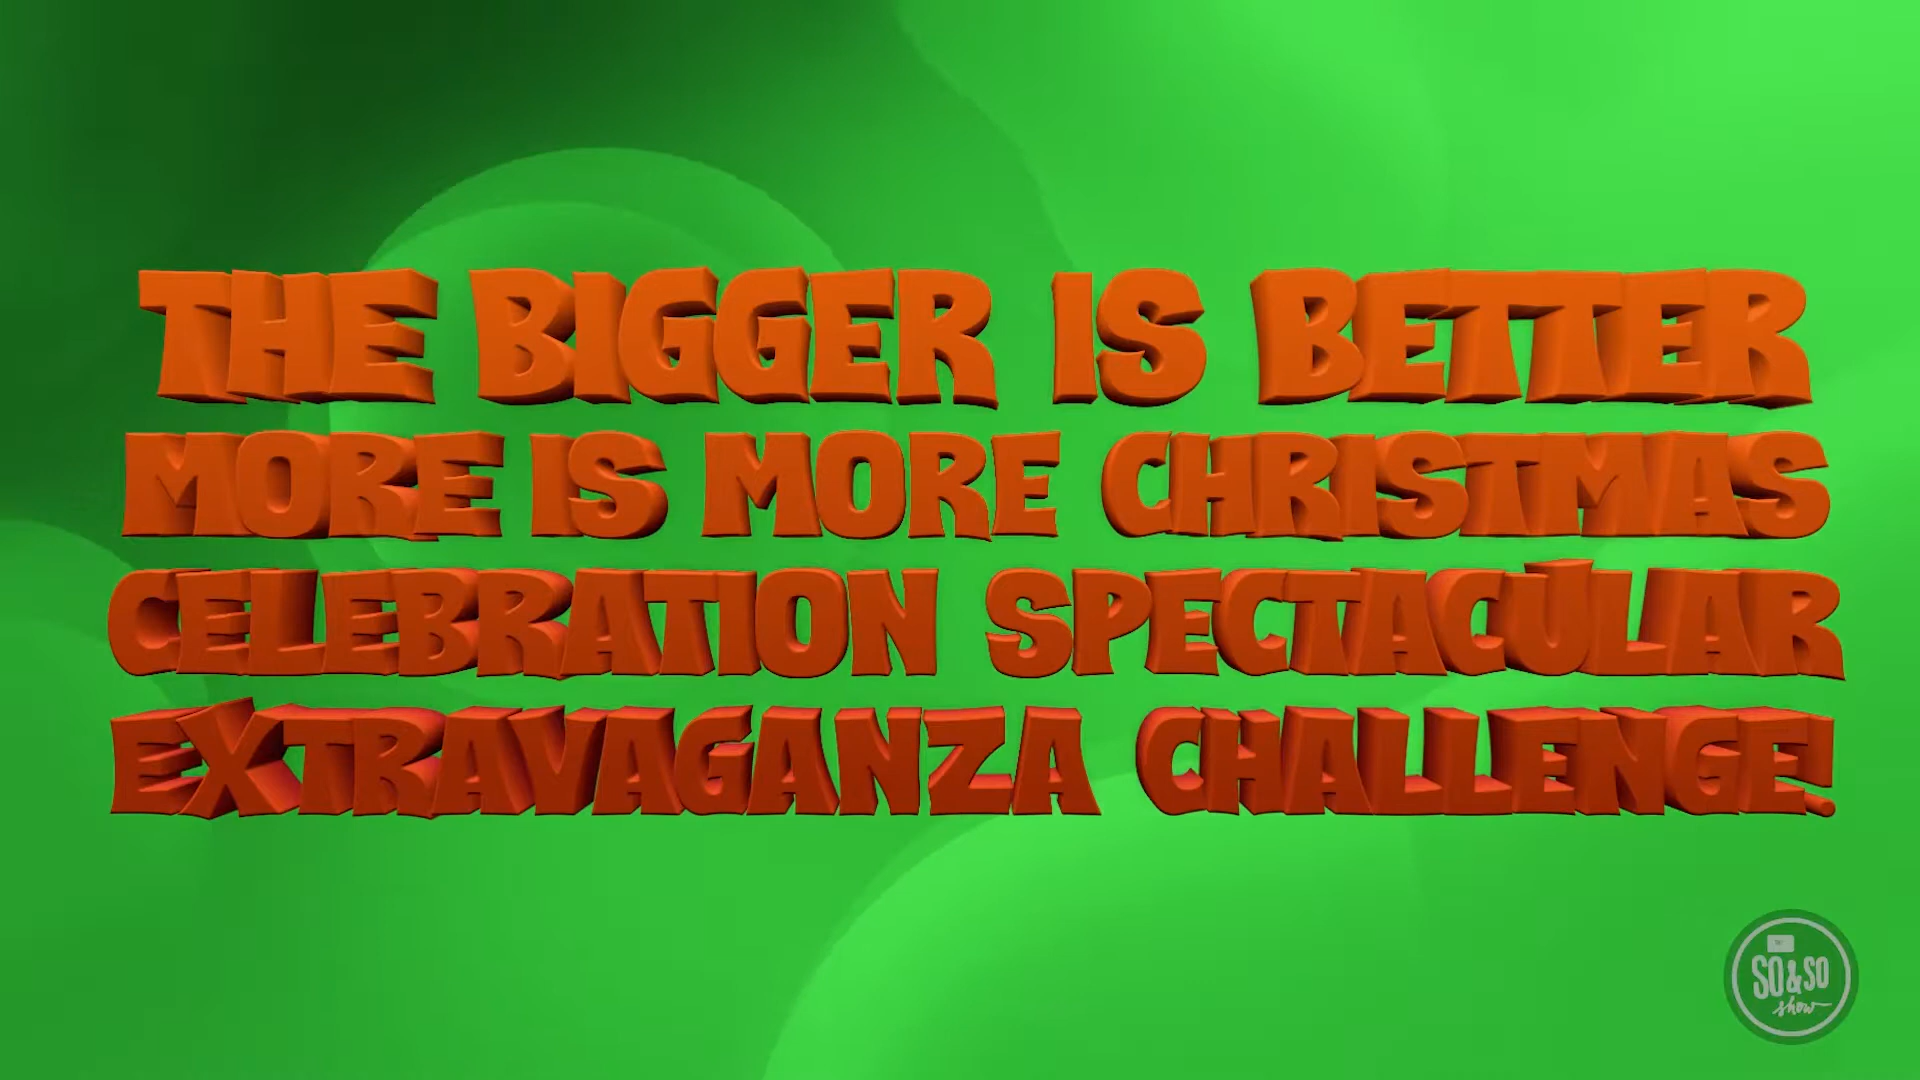 THE BIGGER IS BETTER
MORE IS MORE CHRISTMAS
CELEBRATION SPECTACULAR
EXTRAVAGANZA CHALLENGE!
SO&SO
show